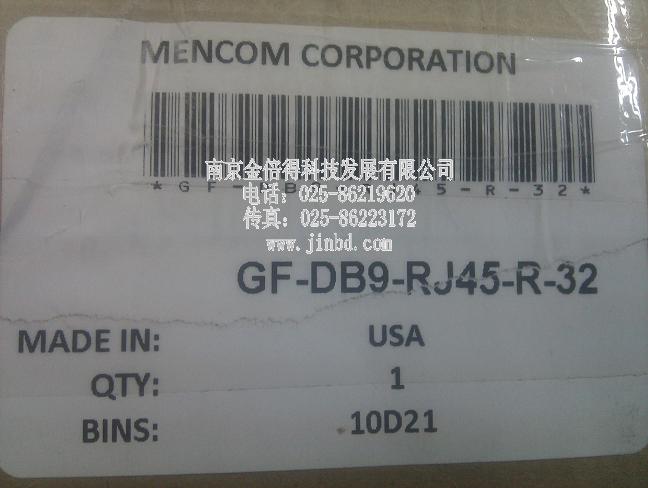 MENCOM CORPORATION
南京金倍得科技发展有限公司
电话：025-86219620
传真：025-86223172
www.jinbd.com
GF-DB9-RJ45-R-32
MADE IN: USA
QTY: 1
BINS: 10D21